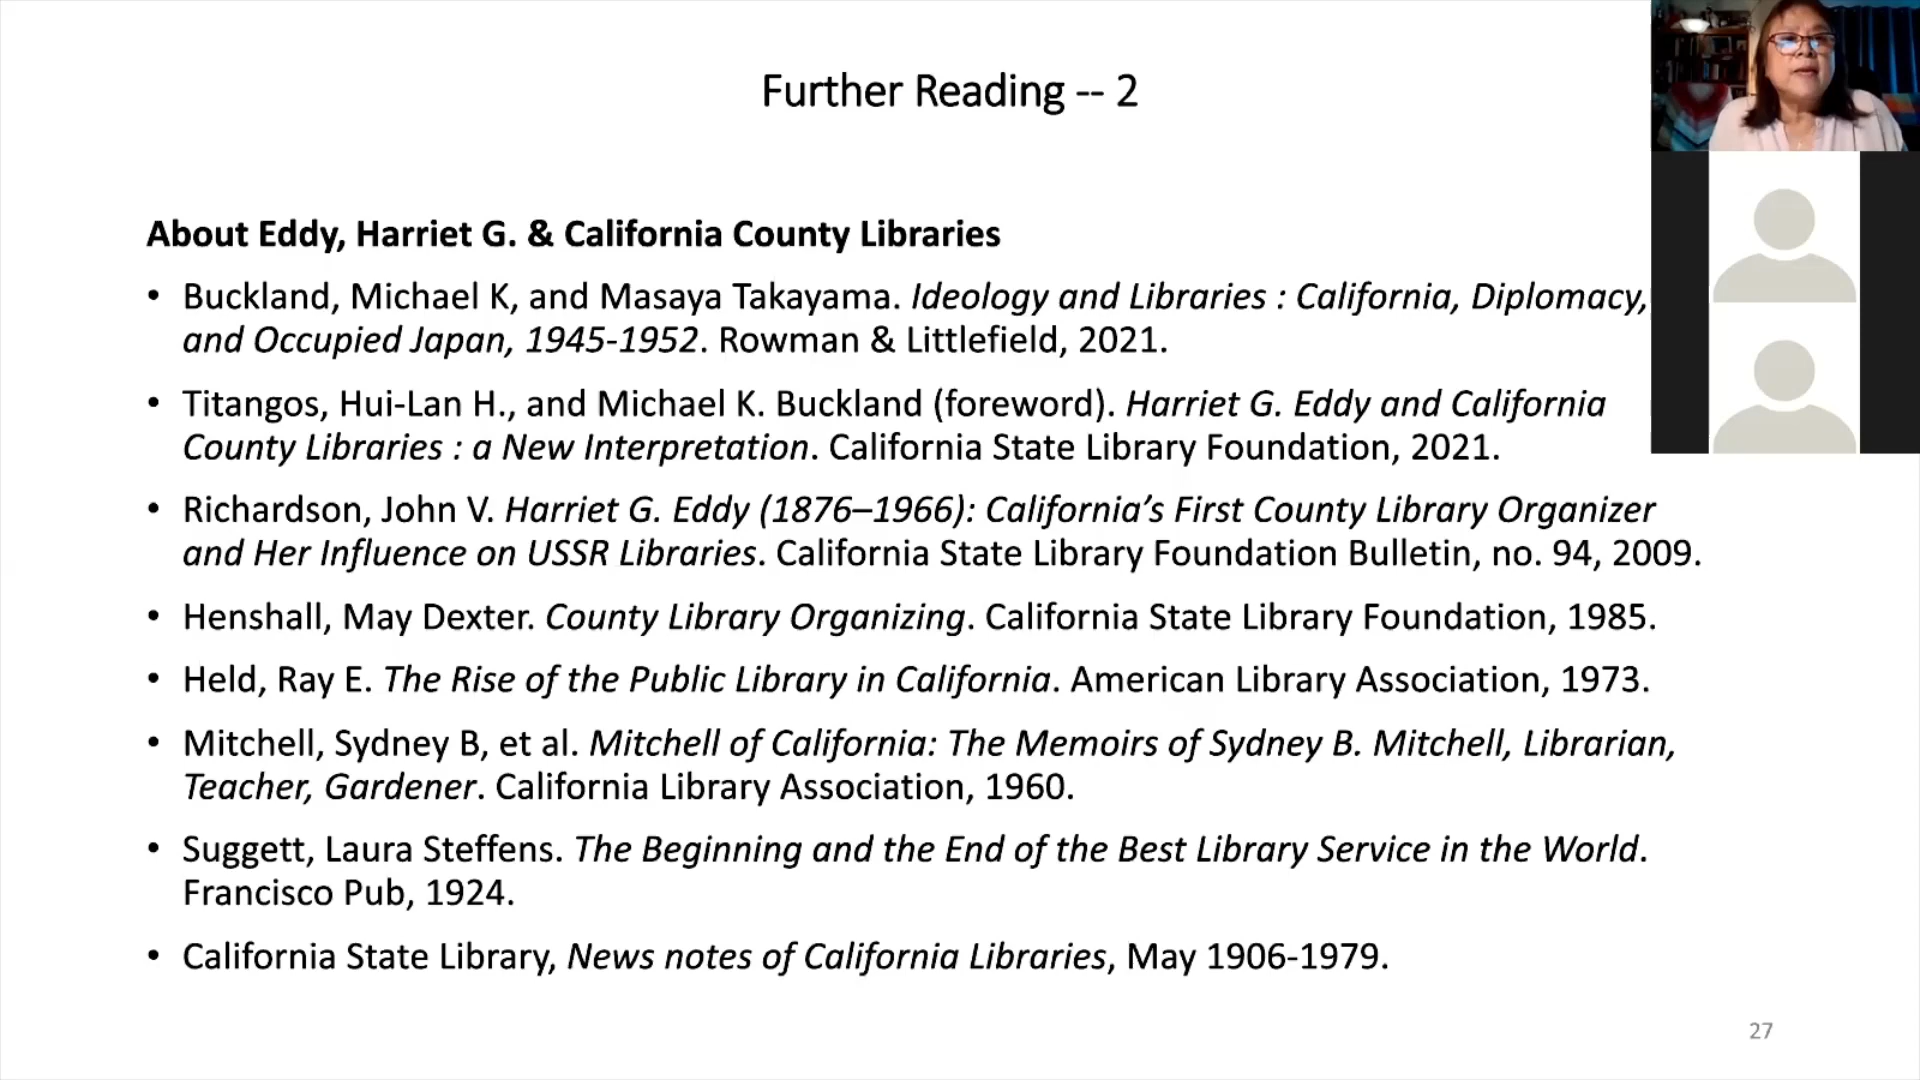 Further Reading -- 2
About Eddy, Harriet G. & California County Libraries
• Buckland, Michael K, and Masaya Takayama. Ideology and Libraries : California, Diplomacy,
and Occupied Japan, 1945-1952. Rowman & Littlefield, 2021.
• Titangos, Hui-Lan H., and Michael K. Buckland (foreword). Harriet G. Eddy and California
County Libraries : a New Interpretation. California State Library Foundation, 2021.
• Richardson, John V. Harriet G. Eddy (1876–1966): California’s First County Library Organizer
and Her Influence on USSR Libraries. California State Library Foundation Bulletin, no. 94, 2009.
• Henshall, May Dexter. County Library Organizing. California State Library Foundation, 1985.
• Held, Ray E. The Rise of the Public Library in California. American Library Association, 1973.
• Mitchell, Sydney B, et al. Mitchell of California: The Memoirs of Sydney B. Mitchell, Librarian,
Teacher, Gardener. California Library Association, 1960.
• Suggett, Laura Steffens. The Beginning and the End of the Best Library Service in the World.
Francisco Pub, 1924.
• California State Library, News notes of California Libraries, May 1906-1979.
27